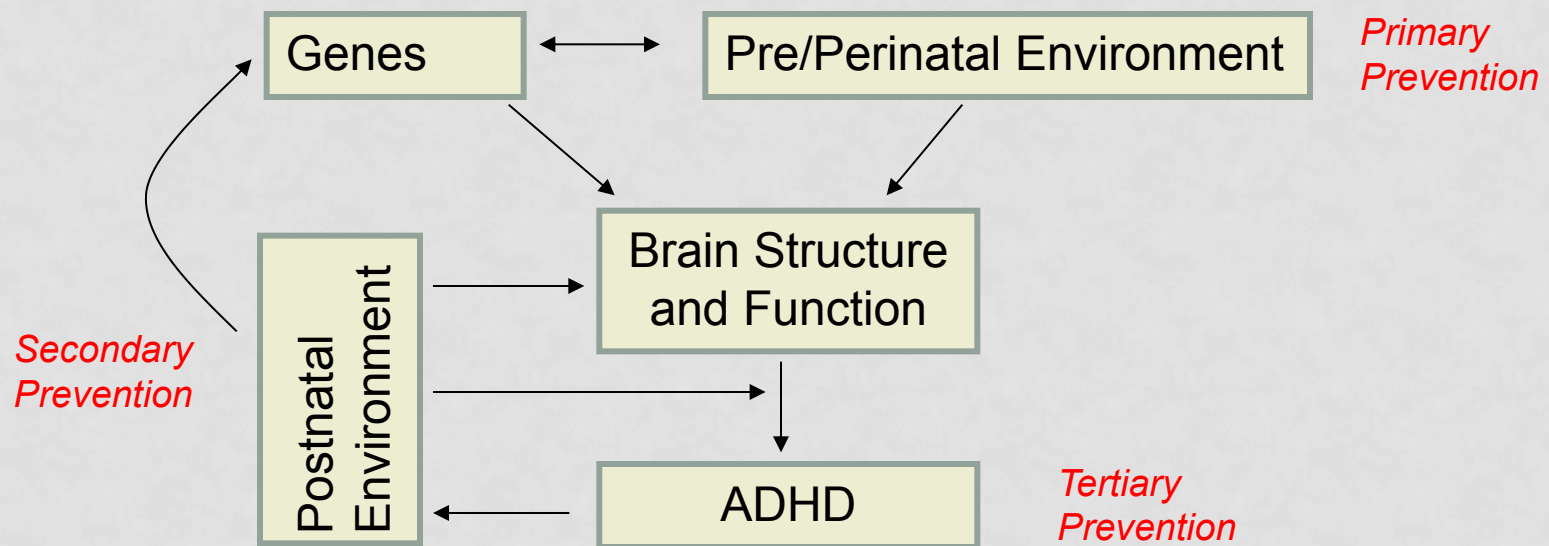 Genes
Pre/Perinatal Environment
Primary
Prevention
Brain Structure
and Function
Secondary
Prevention
Postnatal
Environment
ADHD
Tertiary
Prevention